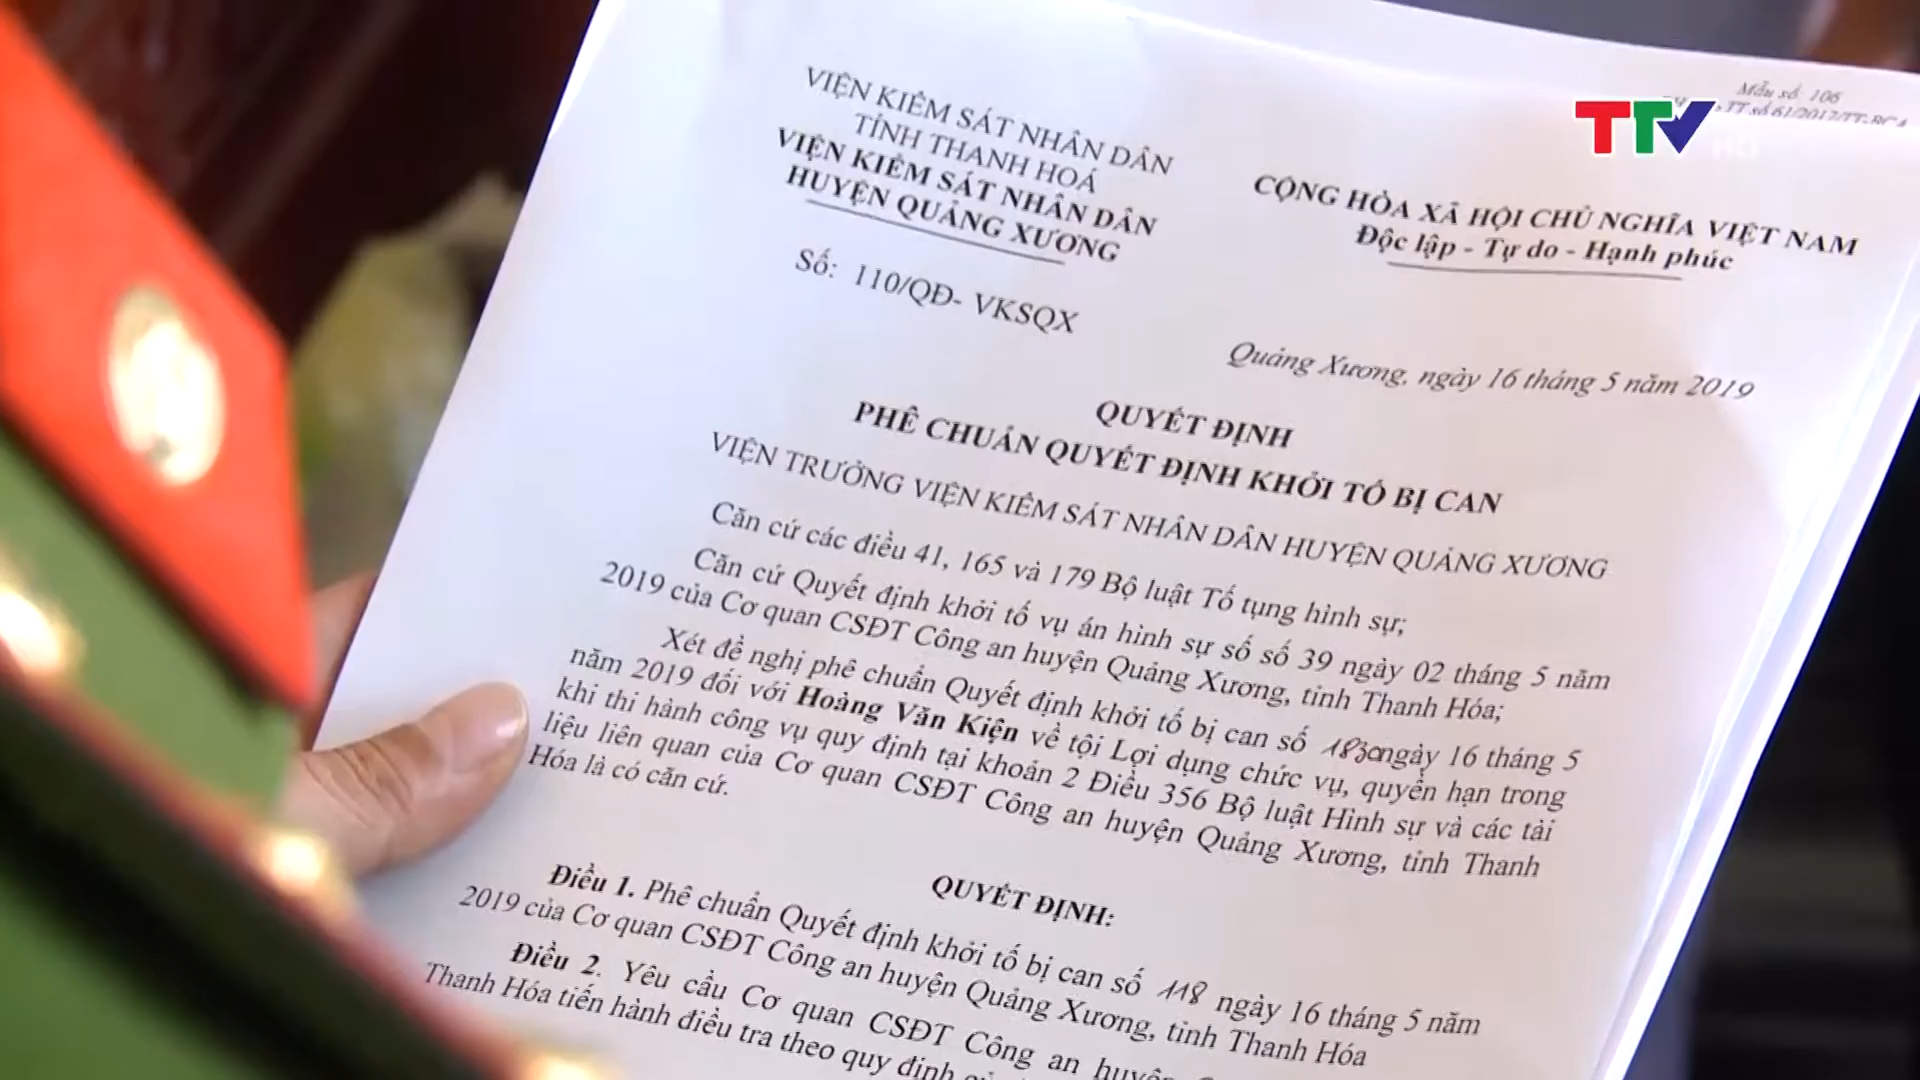 Mẫu số: 106
TT số 61/2017/TT-BCA
TTV
HD
VIỆN KIỂM SÁT NHÂN DÂN
TỈNH THANH HOÁ
VIỆN KIỂM SÁT NHÂN DÂN
HUYỆN QUẢNG XƯƠNG
Số: 110/QĐ- VKSQX
CỘNG HÒA XÃ HỘI CHỦ NGHĨA VIỆT NAM
Độc lập - Tự do - Hạnh phúc
Quảng Xương, ngày 16 tháng 5 năm 2019
QUYẾT ĐỊNH
PHÊ CHUẨN QUYẾT ĐỊNH KHỞI TỐ BỊ CAN
VIỆN TRƯỞNG VIỆN KIỂM SÁT NHÂN DÂN HUYỆN QUẢNG XƯƠNG
Căn cứ các điều 41, 165 và 179 Bộ luật Tố tụng hình sự;
Căn cứ Quyết định khởi tố vụ án hình sự số số 39 ngày 02 tháng 5 năm
2019 của Cơ quan CSĐT Công an huyện Quảng Xương, tỉnh Thanh Hóa;
Xét đề nghị phê chuẩn Quyết định khởi tố bị can số ngày 16 tháng 5
năm 2019 đối với Hoàng Văn Kiện về tội Lợi dụng chức vụ, quyền hạn trong
khi thi hành công vụ quy định tại khoản 2 Điều 356 Bộ luật Hình sự và các tài
liệu liên quan của Cơ quan CSĐT Công an huyện Quảng Xương, tỉnh Thanh
Hóa là có căn cứ.
QUYẾT ĐỊNH:
Điều 1. Phê chuẩn Quyết định khởi tố bị can số 118 ngày 16 tháng 5 năm
2019 của Cơ quan CSĐT Công an huyện Quảng Xương, tỉnh Thanh Hóa
Điều 2. Yêu cầu Cơ quan CSĐT Công an
Thanh Hóa tiến hành điều tra theo quy định